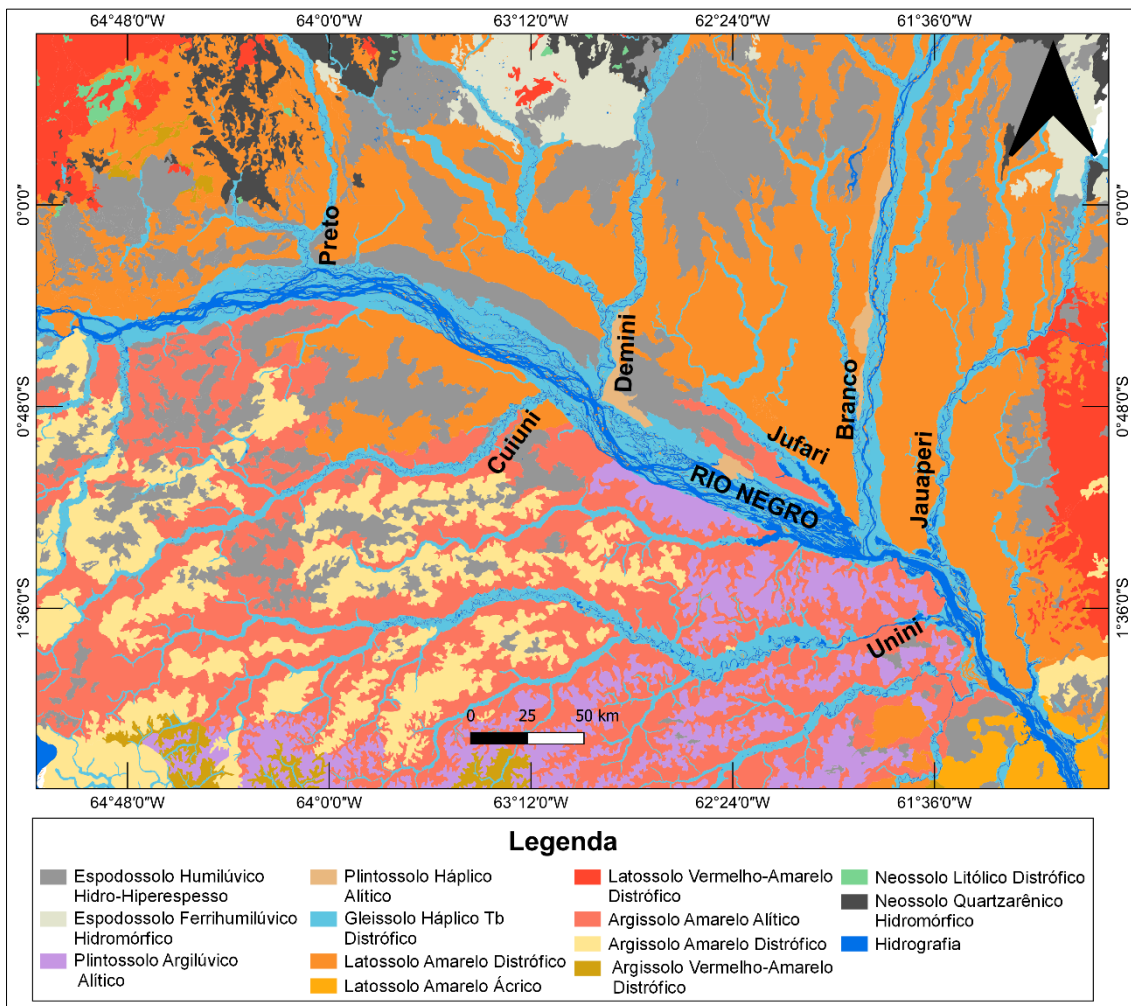 64°48'0"W 64°0'0"W 63°12'0"W 62°24'0"W 61°36'0"W
0°0'0" 0°0'0"
Preto
Demini
0°48'0"S 0°48'0"S
Branco
Cuiuni
Jufari
RIO NEGRO
Jauaperi
1°36'0"S 1°36'0"S
Unini
0 25 50 km
64°48'0"W 64°0'0"W 63°12'0"W 62°24'0"W 61°36'0"W
Legenda
Espodossolo Humilúvico
Hidro-Hiperespesso
Espodossolo Ferrihumilúvico
Hidromórfico
Plintossolo Argilúvico
Alítico
Plintossolo Háplico
Alítico
Gleissolo Háplico Tb
Distrófico
Latossolo Amarelo Distrófico
Latossolo Amarelo Ácrico
Latossolo Vermelho-Amarelo
Distrófico
Argissolo Amarelo Alítico
Argissolo Amarelo Distrófico
Argissolo Vermelho-Amarelo
Distrófico
Neossolo Litólico Distrófico
Neossolo Quartzarênico
Hidromórfico
Hidrografia